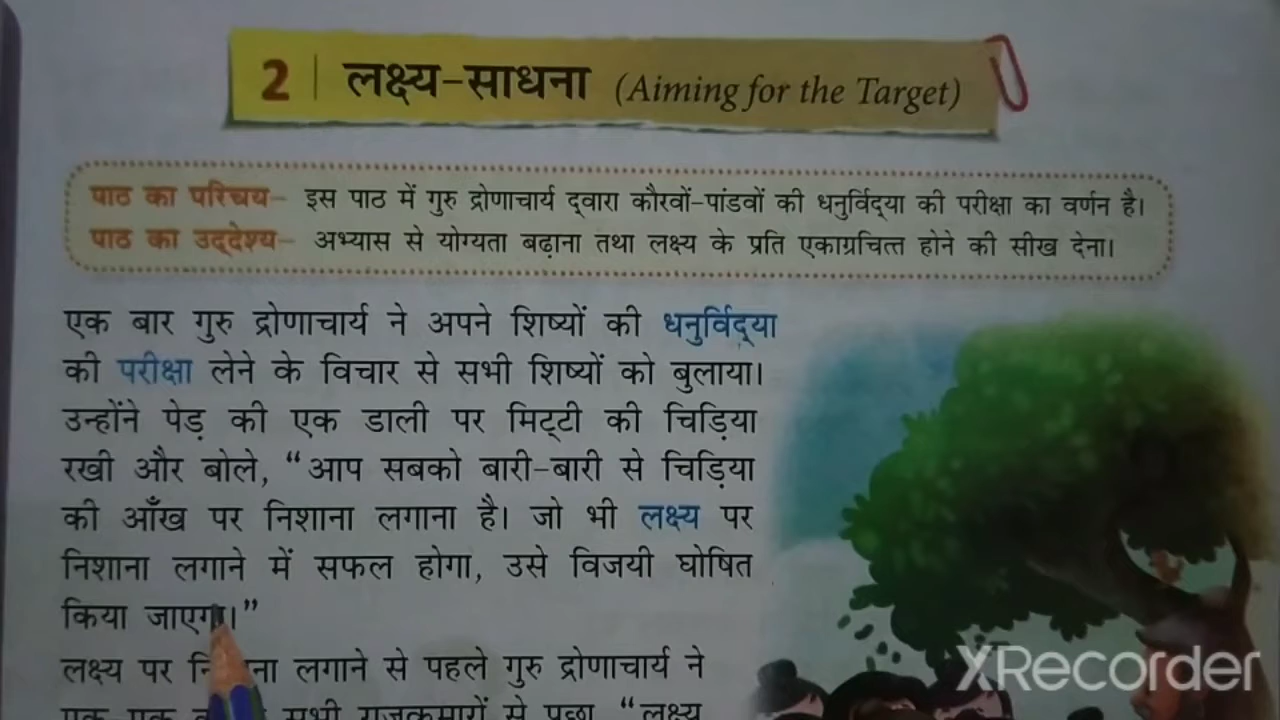 2 | लक्ष्य-साधना (Aiming for the Target)
पाठ का परिचय- इस पाठ में गुरु द्रोणाचार्य द्‌वारा कौरवों-पांडवों की धनुर्विद्‌या की परीक्षा का वर्णन है।
पाठ का उद्‌देश्य- अभ्यास से योग्यता बढ़ाना तथा लक्ष्य के प्रति एकाग्रचित्त होने की सीख देना।
एक बार गुरु द्रोणाचार्य ने अपने शिष्यों की धनुर्विद्‌या
की परीक्षा लेने के विचार से सभी शिष्यों को बुलाया।
उन्होंने पेड़ की एक डाली पर मिट्‌टी की चिड़िया
रखी और बोले, “आप सबको बारी-बारी से चिड़िया
की आँख पर निशाना लगाना है। जो भी लक्ष्य पर
निशाना लगाने में सफल होगा, उसे विजयी घोषित
किया जाएगा।”
लक्ष्य पर लगाने से पहले गुरु द्रोणाचार्य ने
सभी राजकुमारों से पूछा, “लक्ष्य
XRecorder